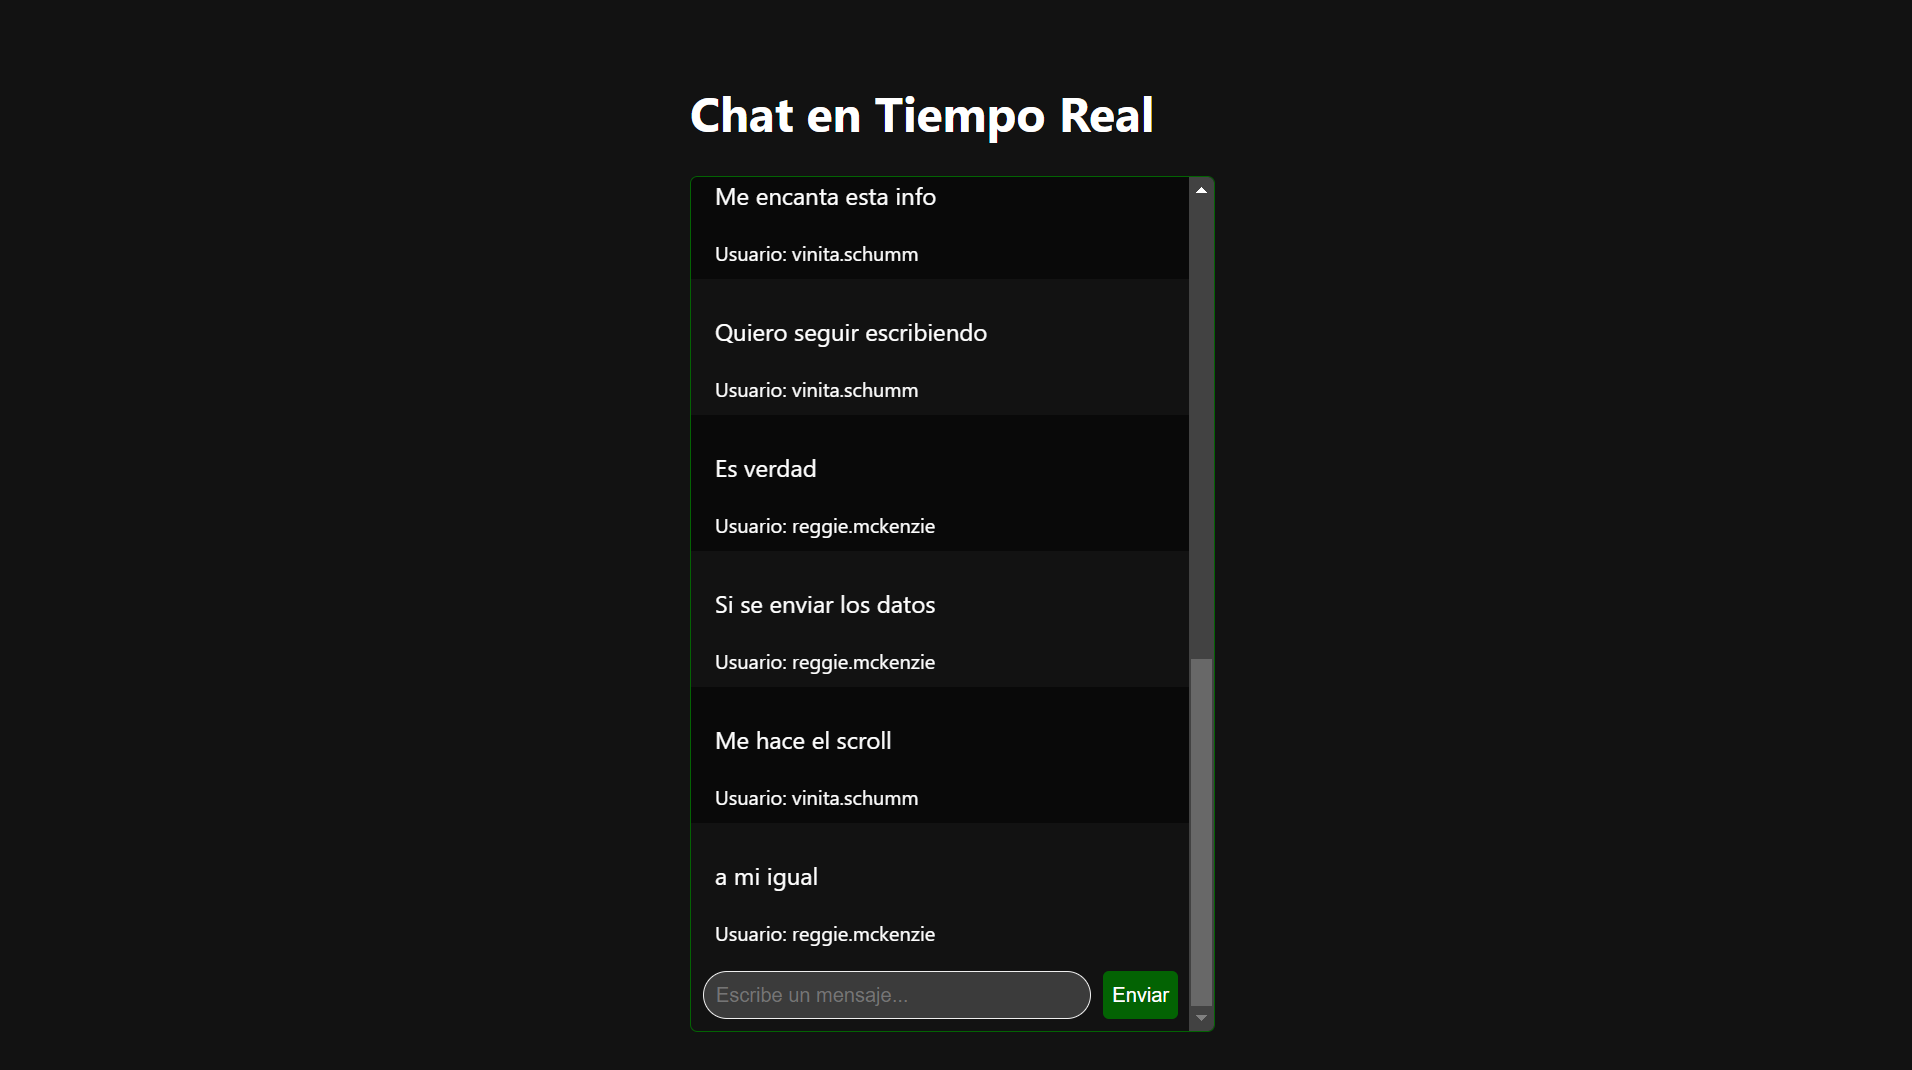 Chat en Tiempo Real
Me encanta esta info
Usuario: vinita.schumm
Quiero seguir escribiendo
Usuario: vinita.schumm
Es verdad
Usuario: reggie.mckenzie
Si se enviar los datos
Usuario: reggie.mckenzie
Me hace el scroll
Usuario: vinita.schumm
a mi igual
Usuario: reggie.mckenzie
Escribe un mensaje...
Enviar